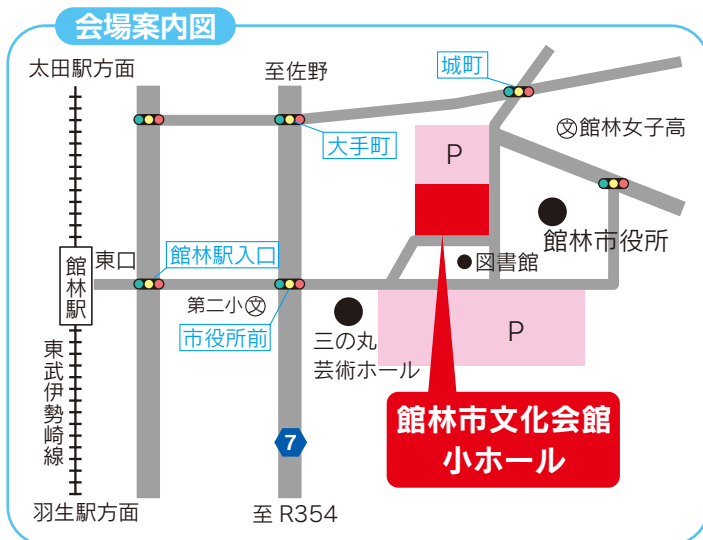 会場案内図
太田駅方面
至佐野
城町
大手町
P
文館林女子高
館林市役所
館林駅
東口
館林駅入口
図書館
第二小文
市役所前
三の丸
芸術ホール
P
東武伊勢崎線
館林市文化会館
小ホール
7
羽生駅方面
至 R354